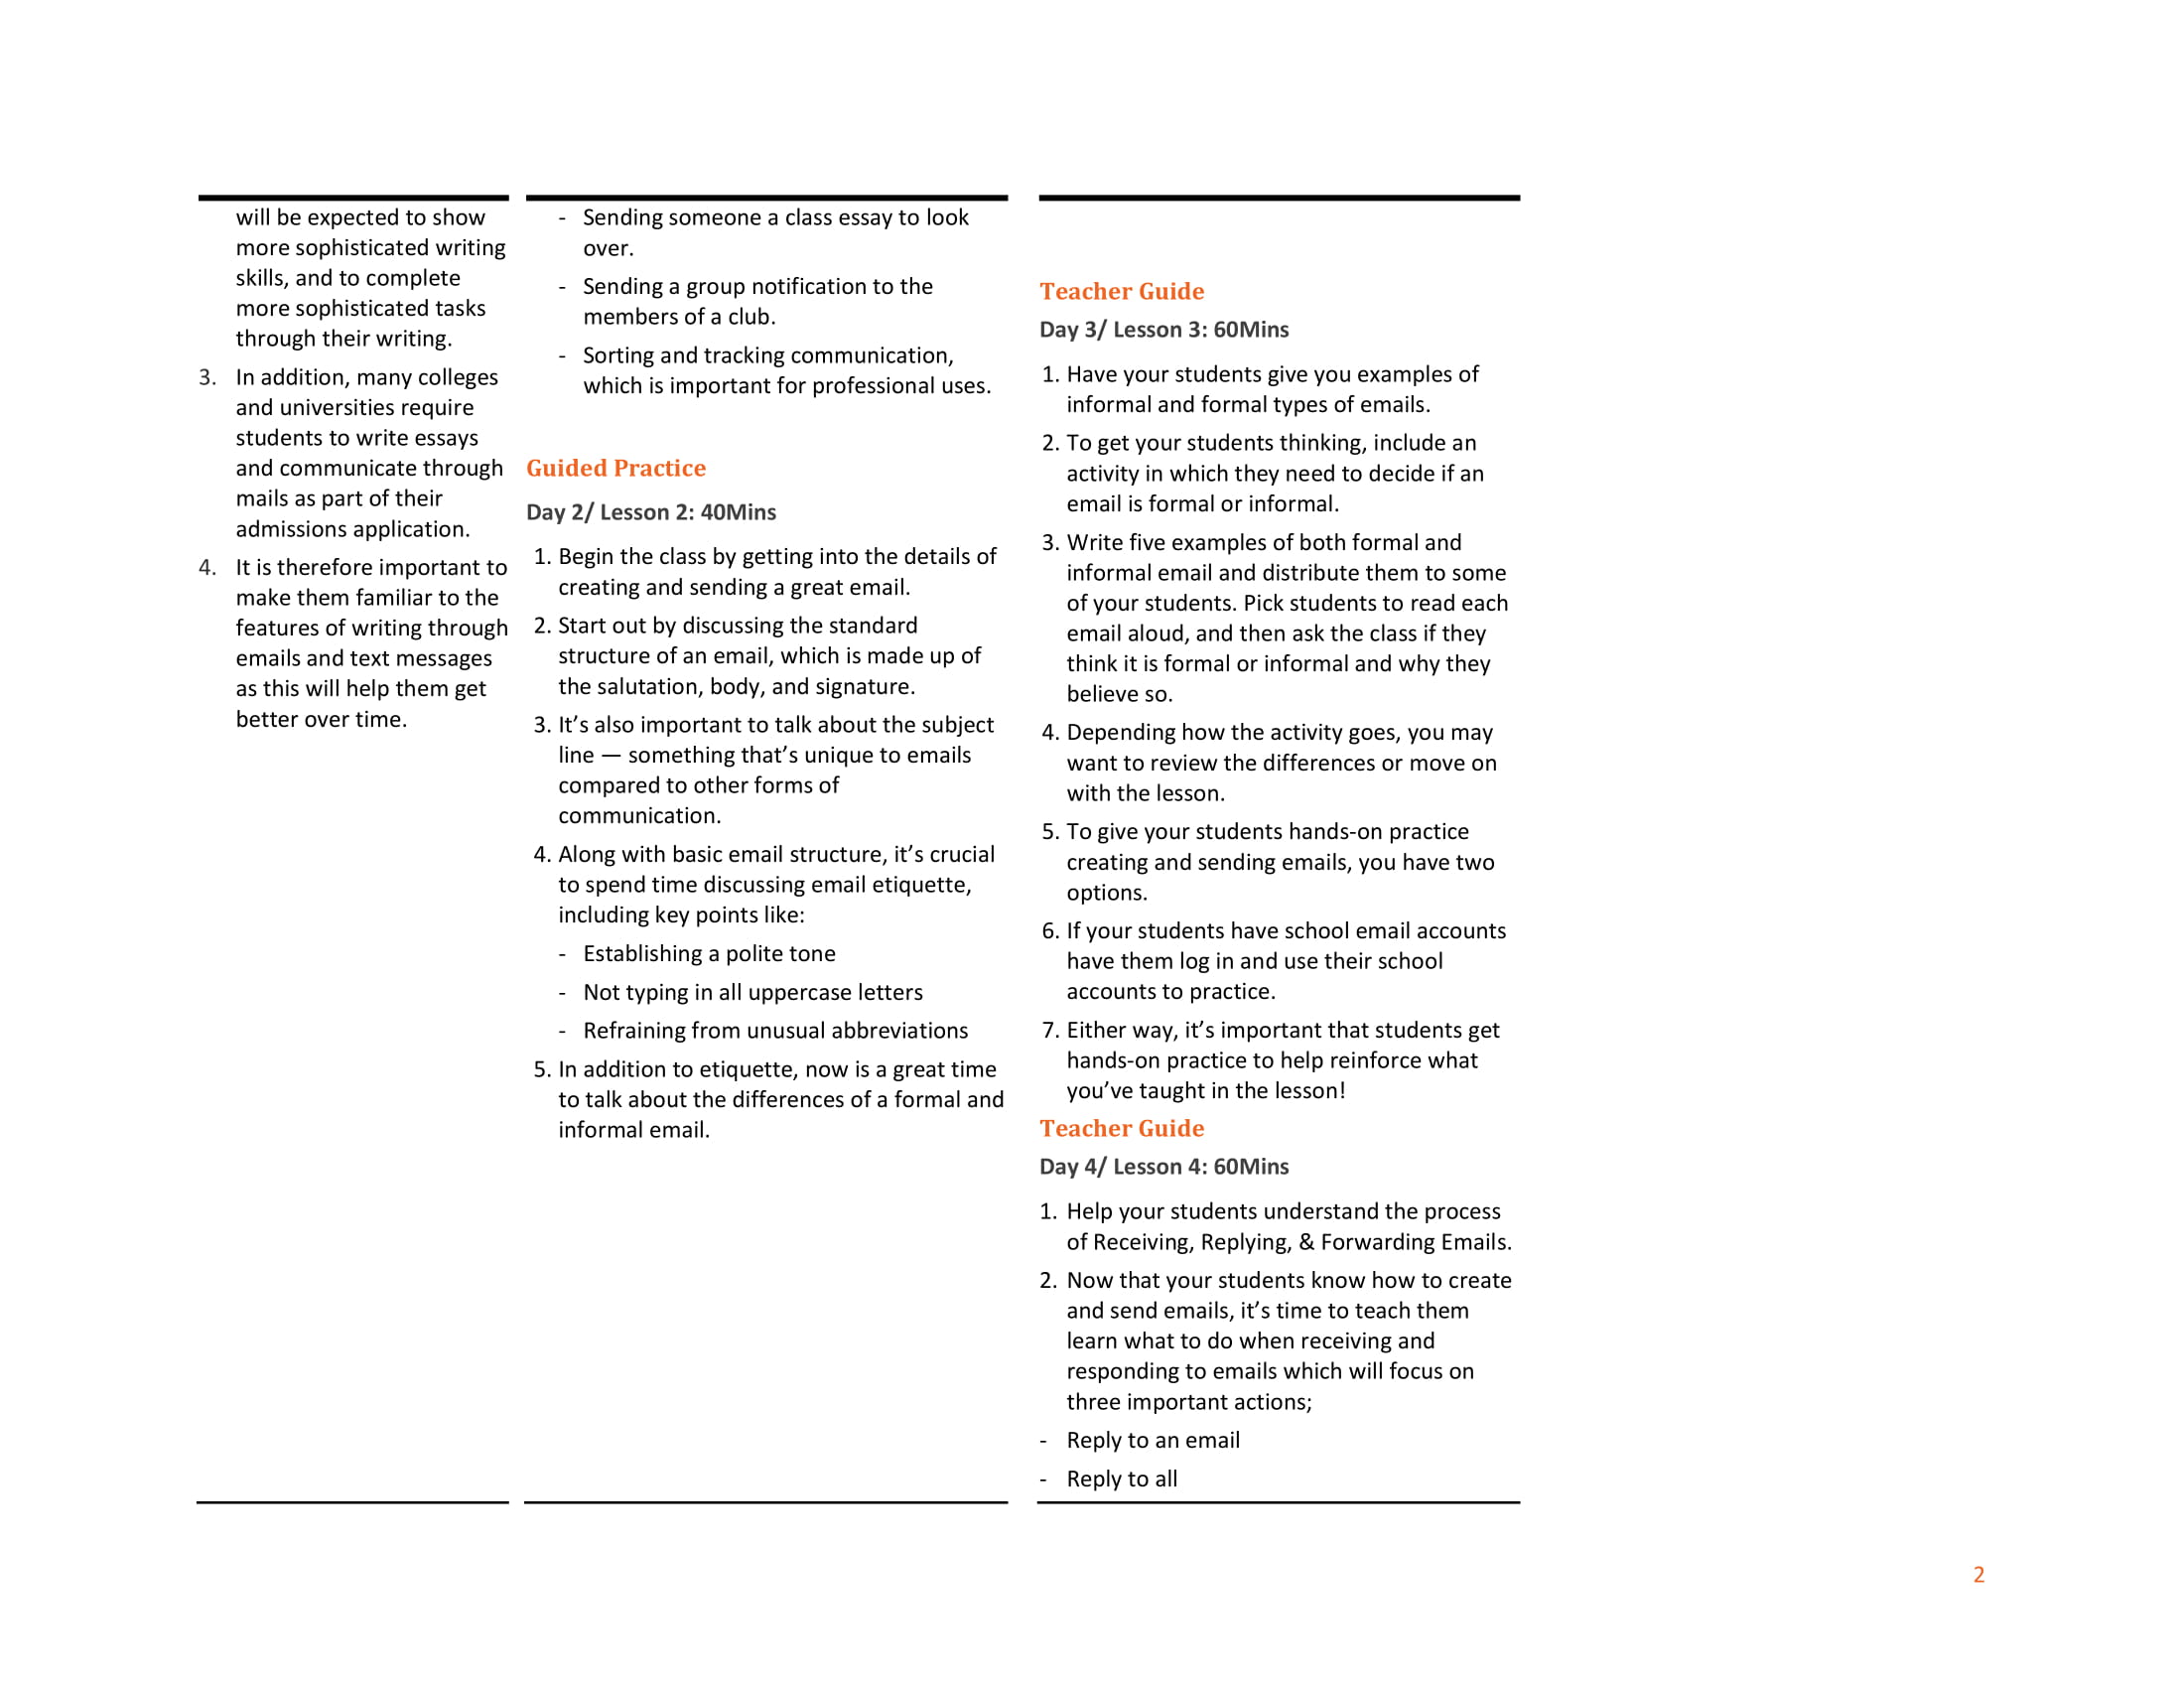 will be expected to show
more sophisticated writing
skills, and to complete
more sophisticated tasks
through their writing.
3. In addition, many colleges
and universities require
students to write essays
and communicate through
mails as part of their
admissions application.
4. It is therefore important to
make them familiar to the
features of writing through
emails and text messages
as this will help them get
better over time.
- Sending someone a class essay to look
over.
- Sending a group notification to the
members of a club.
- Sorting and tracking communication,
which is important for professional uses.
Guided Practice
Day 2/ Lesson 2: 40Mins
1. Begin the class by getting into the details of
creating and sending a great email.
2. Start out by discussing the standard
structure of an email, which is made up of
the salutation, body, and signature.
3. It’s also important to talk about the subject
line — something that’s unique to emails
compared to other forms of
communication.
4. Along with basic email structure, it’s crucial
to spend time discussing email etiquette,
including key points like:
- Establishing a polite tone
- Not typing in all uppercase letters
- Refraining from unusual abbreviations
5. In addition to etiquette, now is a great time
to talk about the differences of a formal and
informal email.
Teacher Guide
Day 3/ Lesson 3: 60Mins
1. Have your students give you examples of
informal and formal types of emails.
2. To get your students thinking, include an
activity in which they need to decide if an
email is formal or informal.
3. Write five examples of both formal and
informal email and distribute them to some
of your students. Pick students to read each
email aloud, and then ask the class if they
think it is formal or informal and why they
believe so.
4. Depending how the activity goes, you may
want to review the differences or move on
with the lesson.
5. To give your students hands-on practice
creating and sending emails, you have two
options.
6. If your students have school email accounts
have them log in and use their school
accounts to practice.
7. Either way, it’s important that students get
hands-on practice to help reinforce what
you’ve taught in the lesson!
Teacher Guide
Day 4/ Lesson 4: 60Mins
1. Help your students understand the process
of Receiving, Replying, & Forwarding Emails.
2. Now that your students know how to create
and send emails, it’s time to teach them
learn what to do when receiving and
responding to emails which will focus on
three important actions;
- Reply to an email
- Reply to all
2